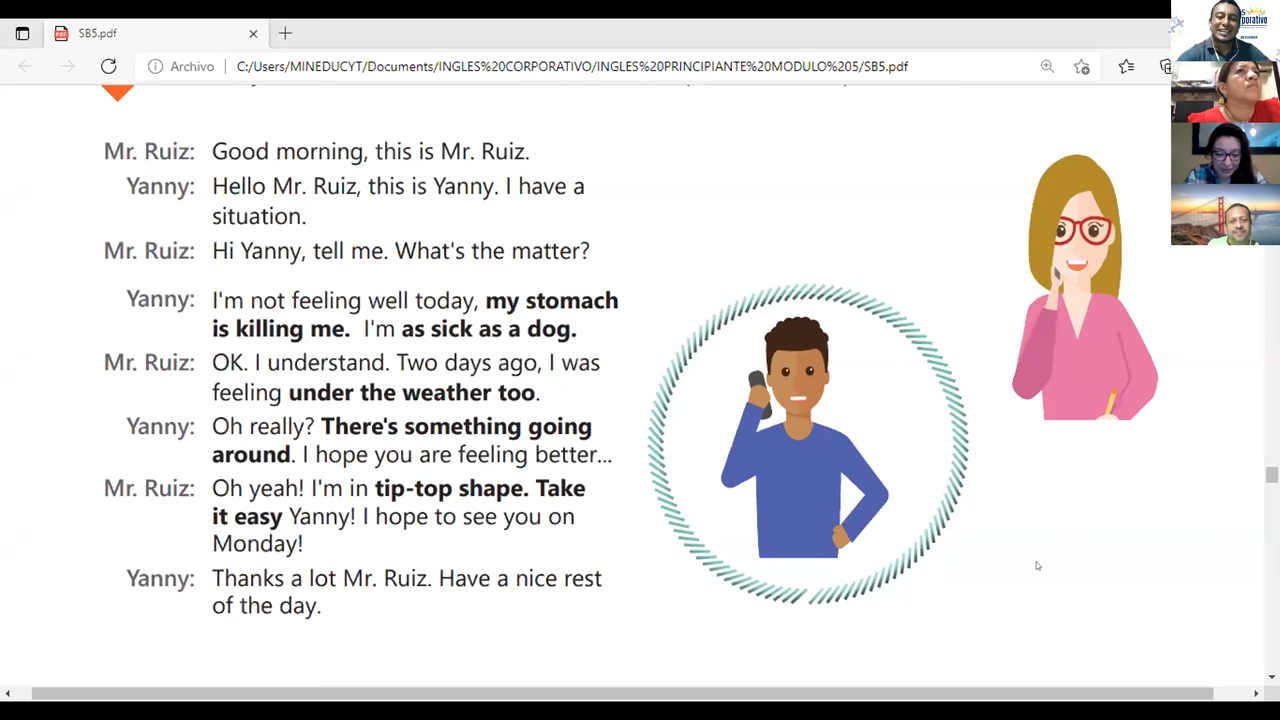 SB5.pdf
Archivo
C:/Users/MINEDUCYT/Documents/INGLES%20CORPORATIVO/INGLES%20PRINCIPIANTE%20MODULO%205/SB5.pdf
Mr. Ruiz: Good morning, this is Mr. Ruiz.
Yanny: Hello Mr. Ruiz, this is Yanny. I have a
situation.
Mr. Ruiz: Hi Yanny, tell me. What's the matter?
Yanny: I'm not feeling well today, my stomach
is killing me. I'm as sick as a dog.
Mr. Ruiz: OK. I understand. Two days ago, I was
feeling under the weather too.
Yanny: Oh really? There's something going
around. I hope you are feeling better...
Mr. Ruiz: Oh yeah! I'm in tip-top shape. Take
it easy Yanny! I hope to see you on
Monday!
Yanny: Thanks a lot Mr. Ruiz. Have a nice rest
of the day.